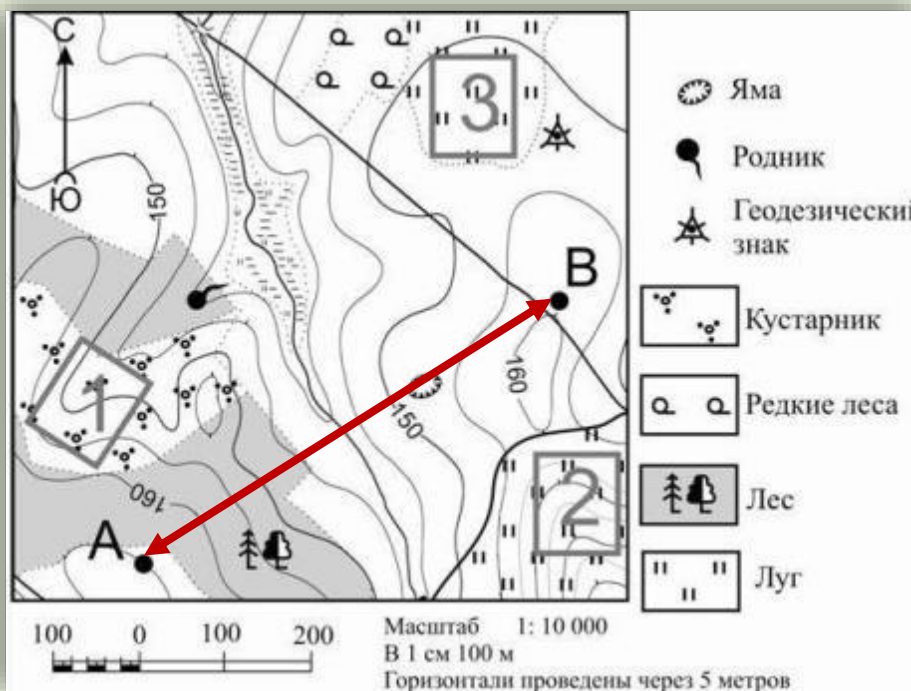 С
Ю
150
3
B
160
150
1
160
2
A
Яма
Родник
Геодезический
знак
Кустарник
Редкие леса
Лес
Луг
100 0 100 200
Масштаб 1: 10 000
В 1 см 100 м
Горизонтали проведены через 5 метров